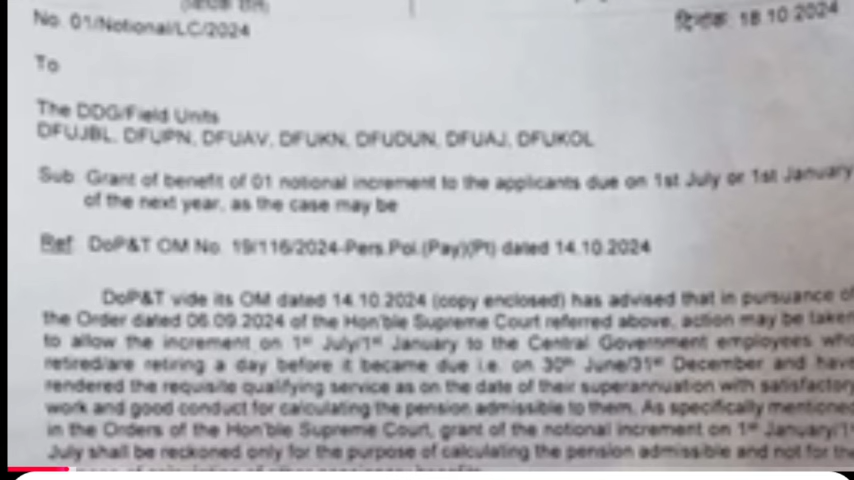 No. 01/Notional/LC/2024
दिनांक: 18.10.2024
To
The DDG/Field Units
DFUJBL, DFUPN, DFUAV, DFUKN, DFUDUN, DFUAJ, DFUKOL
Sub: Grant of benefit of 01 notional increment to the applicants due on 1st July or 1st January
of the next year, as the case may be
Ref: DoP&T OM No. 19/116/2024-Pers.Pol.(Pay)(Pt) dated 14.10.2024
DoP&T vide its OM dated 14.10.2024 (copy enclosed) has advised that in pursuance of
the Order dated 06.09.2024 of the Hon'ble Supreme Court referred above, action may be taken
to allow the increment on 1st July/1st January to the Central Government employees who
retired/are retiring a day before it became due i.e. on 30th June/31st December and have
rendered the requisite qualifying service as on the date of their superannuation with satisfactory
work and good conduct for calculating the pension admissible to them. As specifically mentioned
in the Orders of the Hon'ble Supreme Court, grant of the notional increment on 1st January/1st
July shall be reckoned only for the purpose of calculating the pension admissible and not for the